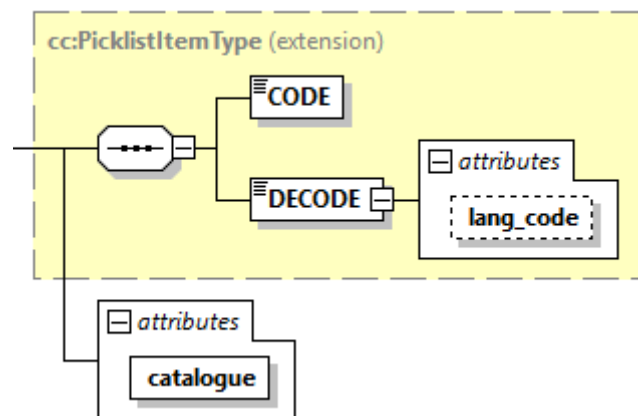 cc:PicklistItemType (extension)
CODE
DECODE
attributes
lang_code
attributes
catalogue